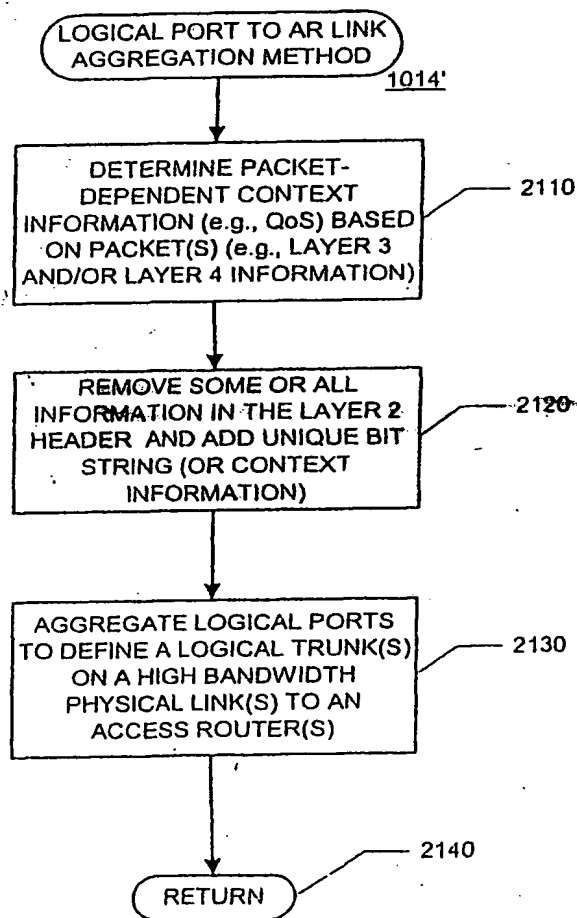 LOGICAL PORT TO AR LINK
AGGREGATION METHOD
1014'
DETERMINE PACKET-
DEPENDENT CONTEXT
INFORMATION (e.g., QoS) BASED
ON PACKET(S) (e.g., LAYER 3
AND/OR LAYER 4 INFORMATION)
2110
REMOVE SOME OR ALL
INFORMATION IN THE LAYER 2
HEADER AND ADD UNIQUE BIT
STRING (OR CONTEXT
INFORMATION)
2120
AGGREGATE LOGICAL PORTS
TO DEFINE A LOGICAL TRUNK(S)
ON A HIGH BANDWIDTH
PHYSICAL LINK(S) TO AN
ACCESS ROUTER(S)
2130
RETURN
2140